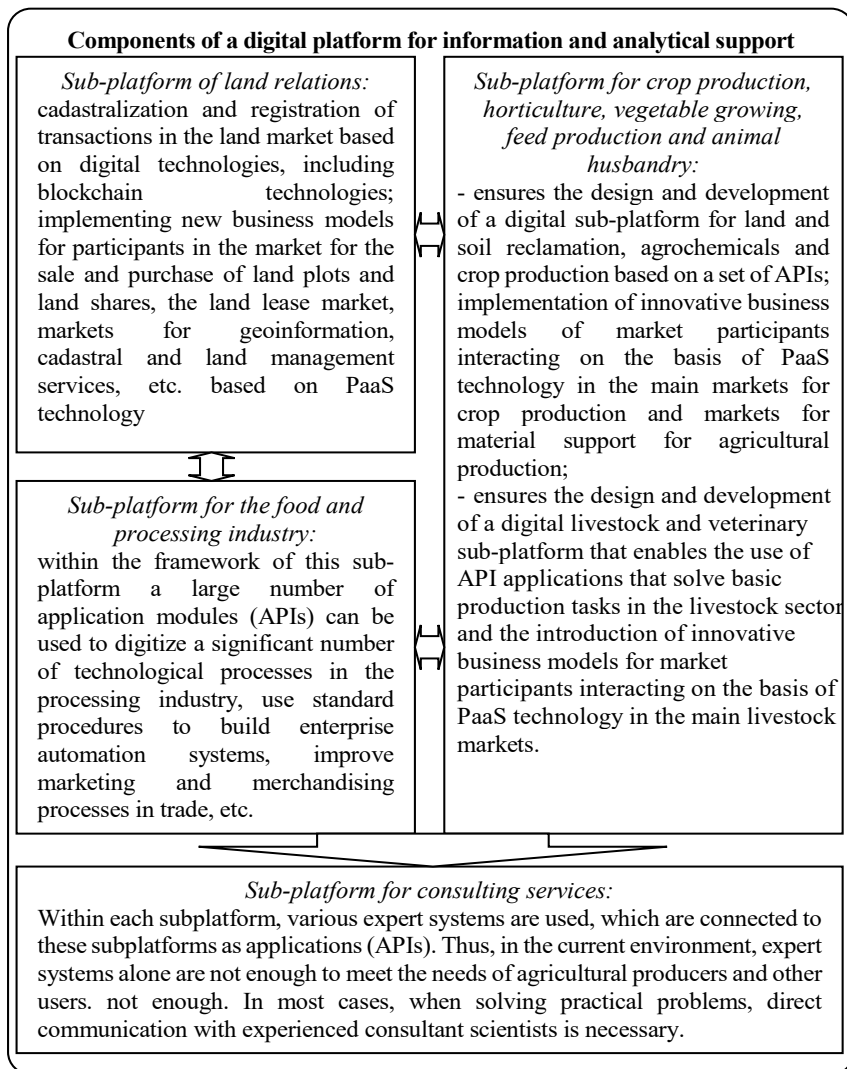 Components of a digital platform for information and analytical support
Sub-platform of land relations:
cadastralization and registration of
transactions in the land market based
on digital technologies, including
blockchain technologies;
implementing new business models
for participants in the market for the
sale and purchase of land plots and
land shares, the land lease market,
markets for geoinformation,
cadastral and land management
services, etc. based on PaaS
technology
Sub-platform for crop production,
horticulture, vegetable growing,
feed production and animal
husbandry:
- ensures the design and development
of a digital sub-platform for land and
soil reclamation, agrochemicals and
crop production based on a set of APIs;
implementation of innovative business
models of market participants
interacting on the basis of PaaS
technology in the main markets for
crop production and markets for
material support for agricultural
production;
- ensures the design and development
of a digital livestock and veterinary
sub-platform that enables the use of
API applications that solve basic
production tasks in the livestock sector
and the introduction of innovative
business models for market
participants interacting on the basis of
PaaS technology in the main livestock
markets.
Sub-platform for the food and
processing industry:
within the framework of this sub-
platform a large number of
application modules (APIs) can be
used to digitize a significant number
of technological processes in the
processing industry, use standard
procedures to build enterprise
automation systems, improve
marketing and merchandising
processes in trade, etc.
Sub-platform for consulting services:
Within each subplatform, various expert systems are used, which are connected to
these subplatforms as applications (APIs). Thus, in the current environment, expert
systems alone are not enough to meet the needs of agricultural producers and other
users. not enough. In most cases, when solving practical problems, direct
communication with experienced consultant scientists is necessary.